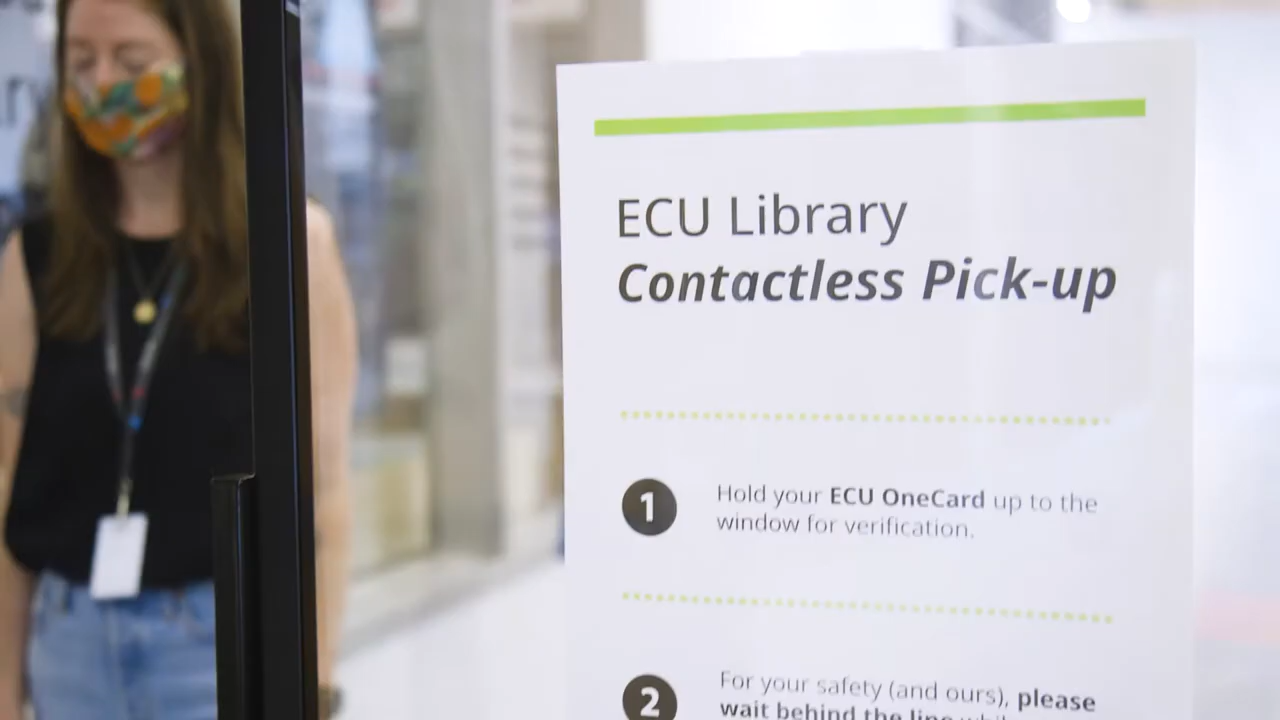 ECU Library
Contactless Pick-up
1
Hold your ECU OneCard up to the
window for verification.
2
For your safety (and ours), please
wait behind the line